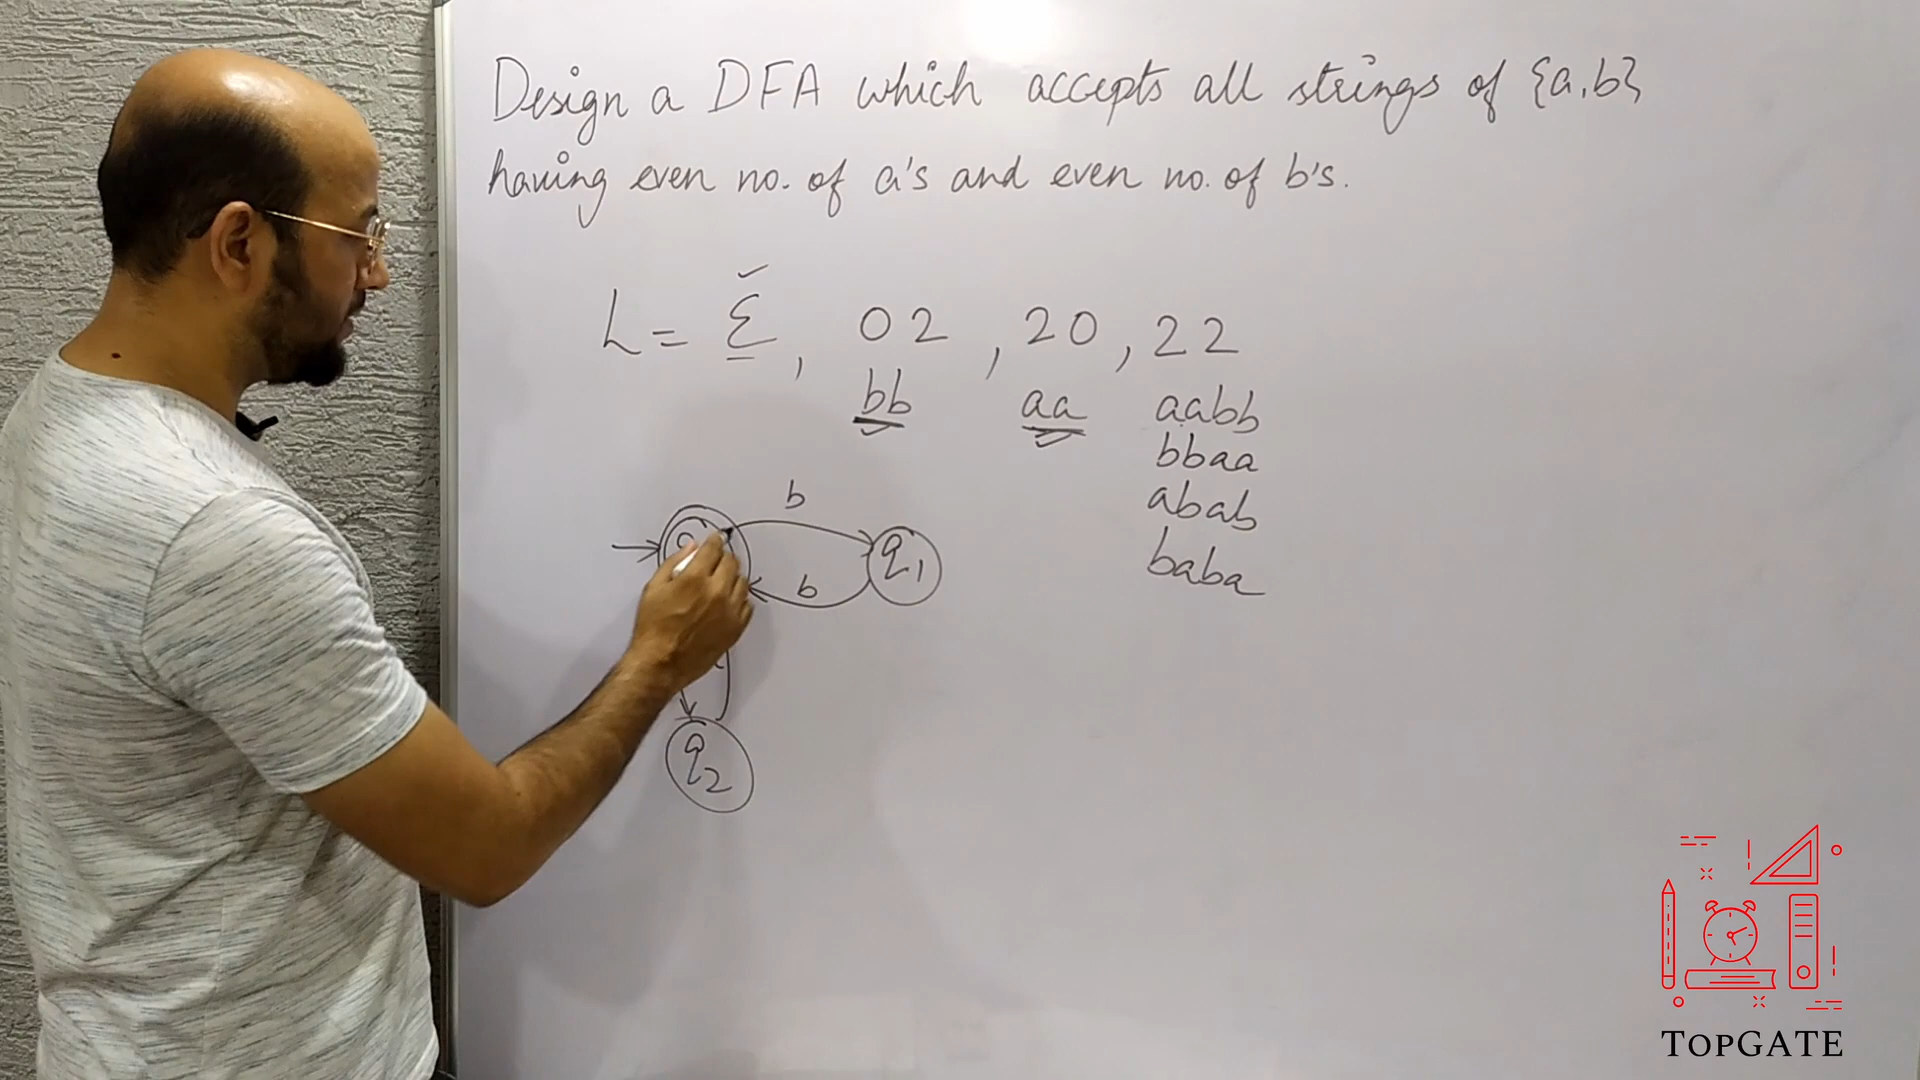 Design a DFA which accepts all strings of {a,b}
having even no. of a's and even no. of b's.
L = Ɛ, 02, 20, 22
bb aa aabb
bbaa
abab
baba
b
q1
b
q2
TOPGATE